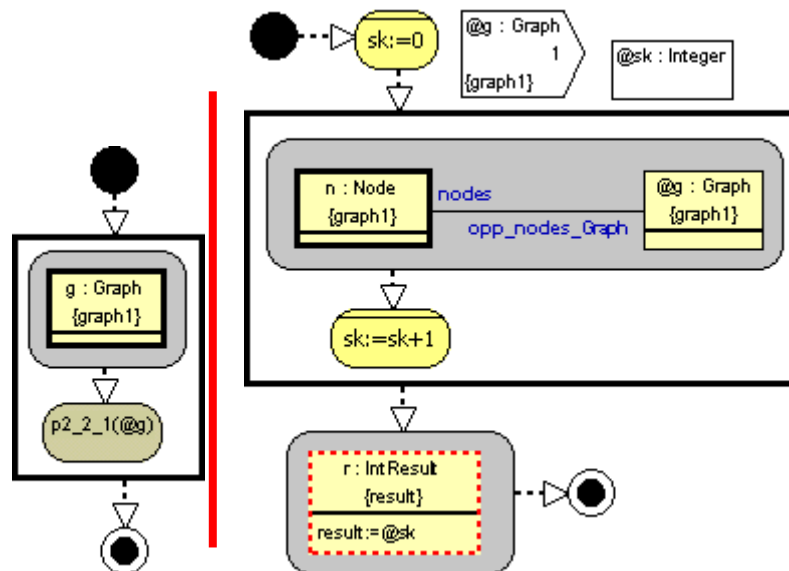 g : Graph
{graph1}
p2_2_1(@g)
sk:=0
@g : Graph
1
{graph1}
@sk : Integer
n : Node
{graph1}
nodes
opp_nodes_Graph
@g : Graph
{graph1}
sk:=sk+1
r : IntResult
{result}
result:=@sk